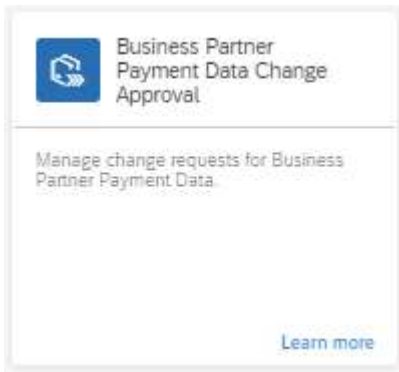 Business Partner
Payment Data Change
Approval
Manage change requests for Business
Partner Payment Data.
Learn more